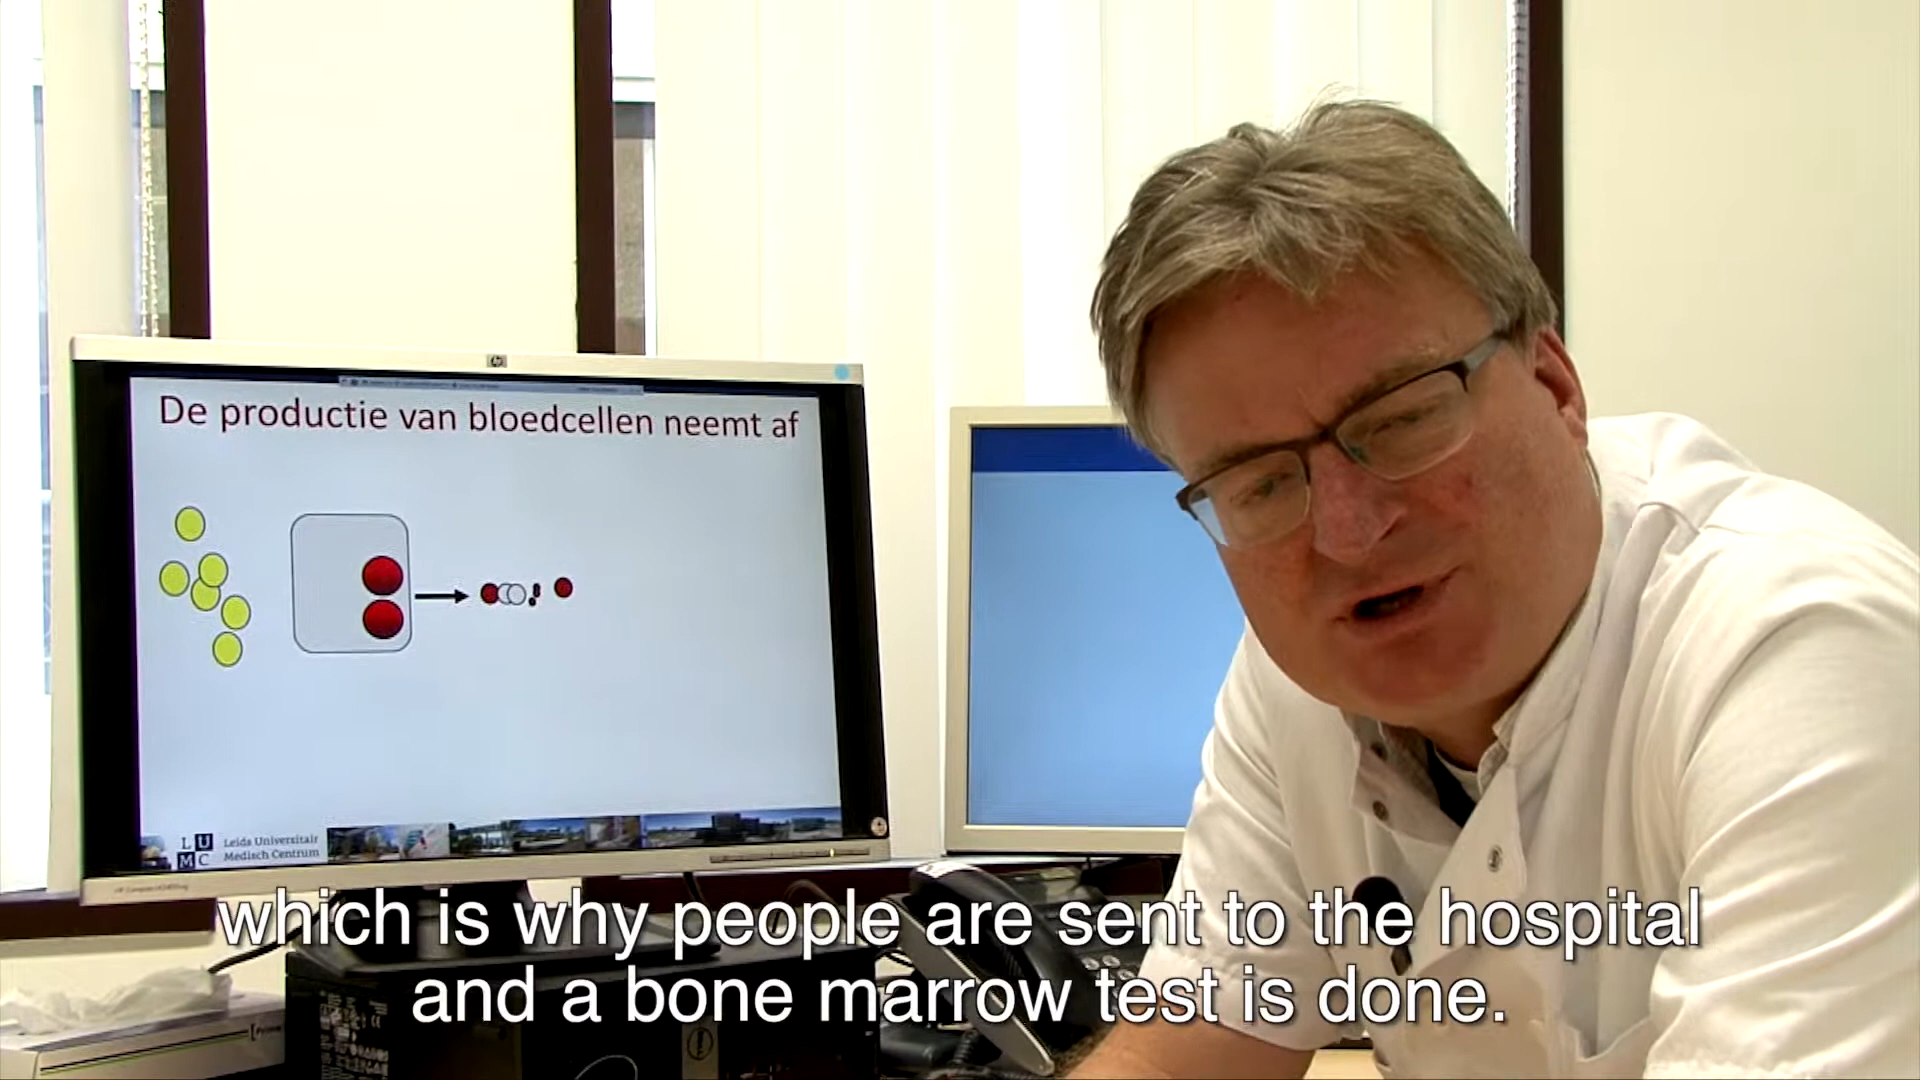 De productie van bloedcellen neemt af
L U
M C
Leids Universitair
Medisch Centrum
which is why people are sent to the hospital
and a bone marrow test is done.